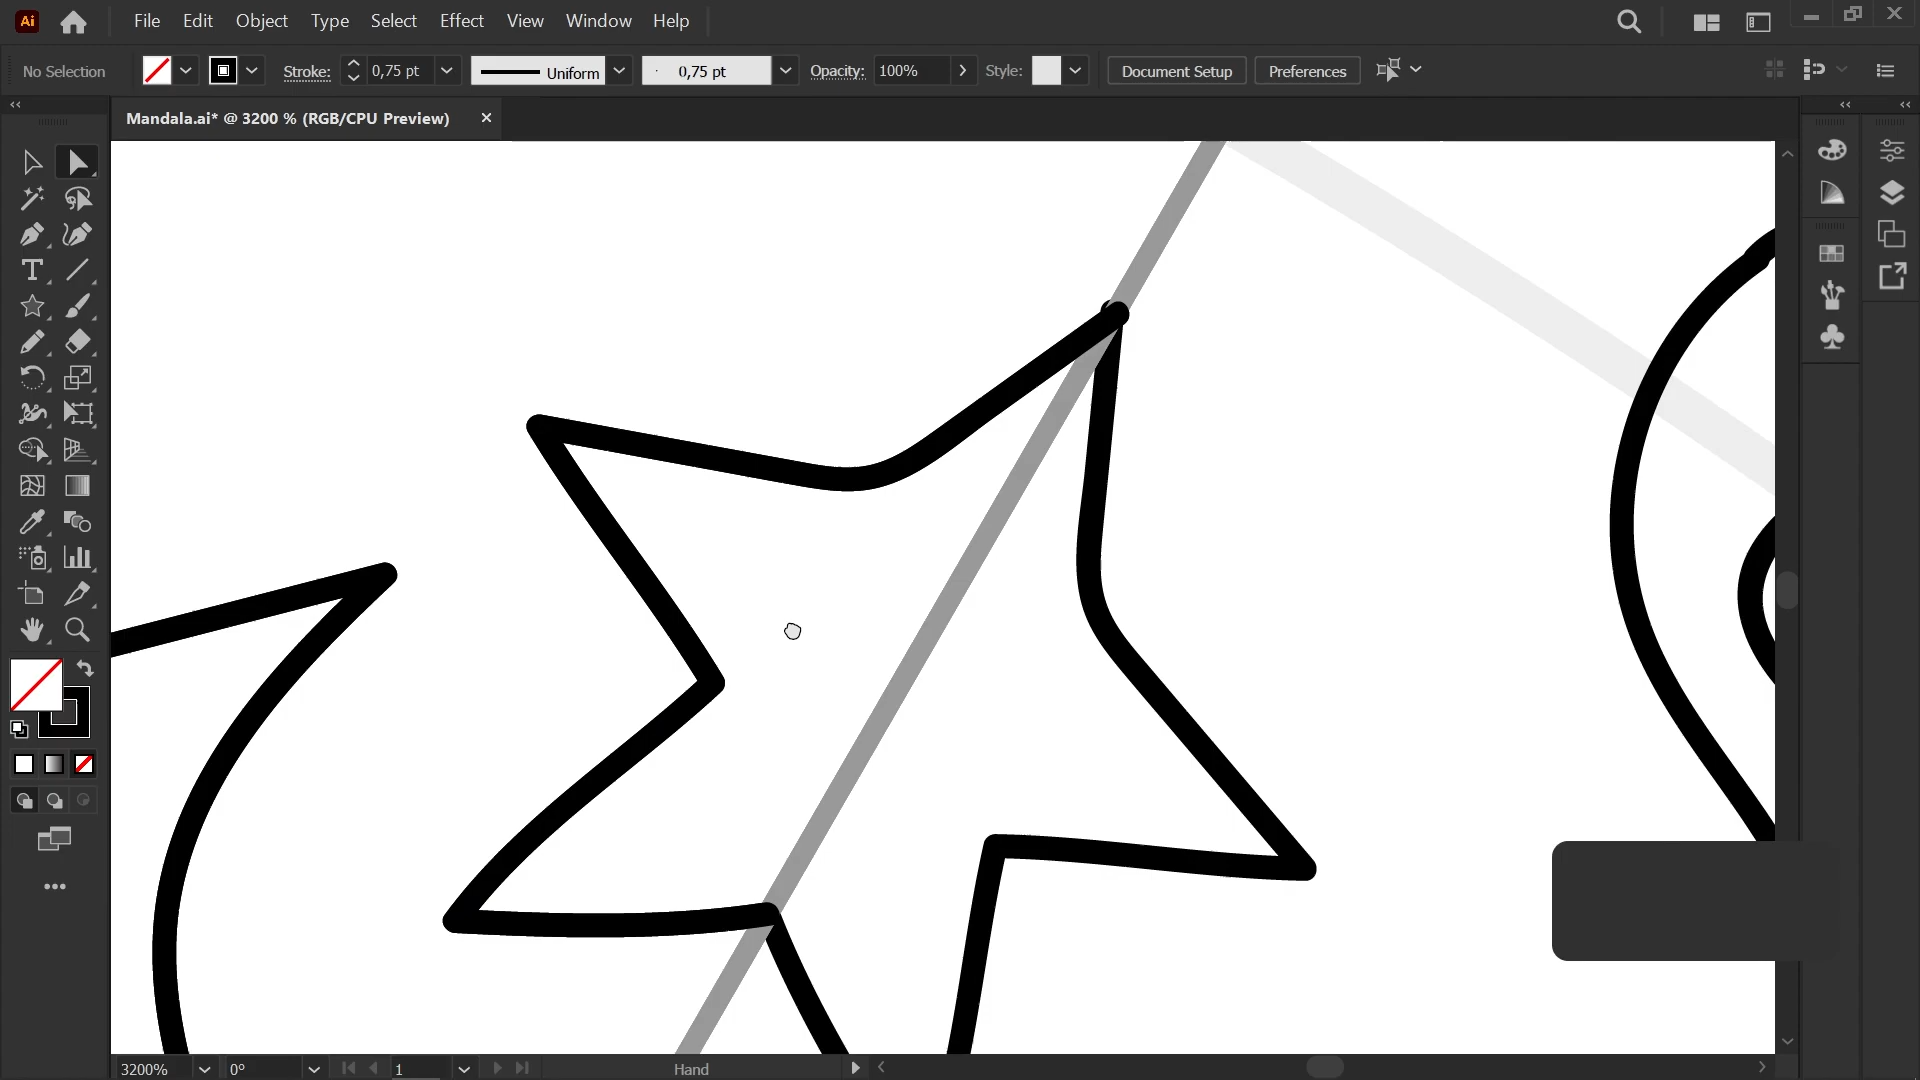 Ai File Edit Object Type Select Effect View Window Help
No Selection Stroke: 0,75 pt Uniform 0,75 pt Opacity: 100% Style: Document Setup Preferences
Mandala.ai* @ 3200 % (RGB/CPU Preview)
T
3200% 0° 1 Hand